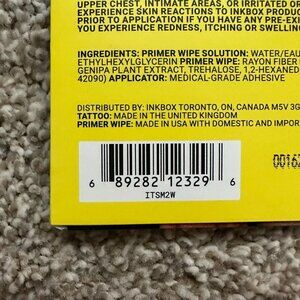 UPPER CHEST, INTIMATE AREAS, OR IRRITATED OR
EXPERIENCE SKIN REACTIONS TO INKBOX PRODU
PRIOR TO APPLICATION IF YOU HAVE ANY PRE-EX
YOU EXPERIENCE REDNESS, ITCHING OR SWELLIN
INGREDIENTS: PRIMER WIPE SOLUTION: WATER/EAU,
ETHYLHEXYLGLYCERIN PRIMER WIPE: RAYON FIBER
GENIPA PLANT EXTRACT, TREHALOSE, 1,2-HEXANED
42090) APPLICATOR: MEDICAL-GRADE ADHESIVE
DISTRIBUTED BY: INKBOX TORONTO, ON, CANADA M5V 3G
TATTOO: MADE IN THE UNITED KINGDOM
PRIMER WIPE: MADE IN USA WITH DOMESTIC AND IMPOR
00162
6 89282 12329 6
ITSM2W